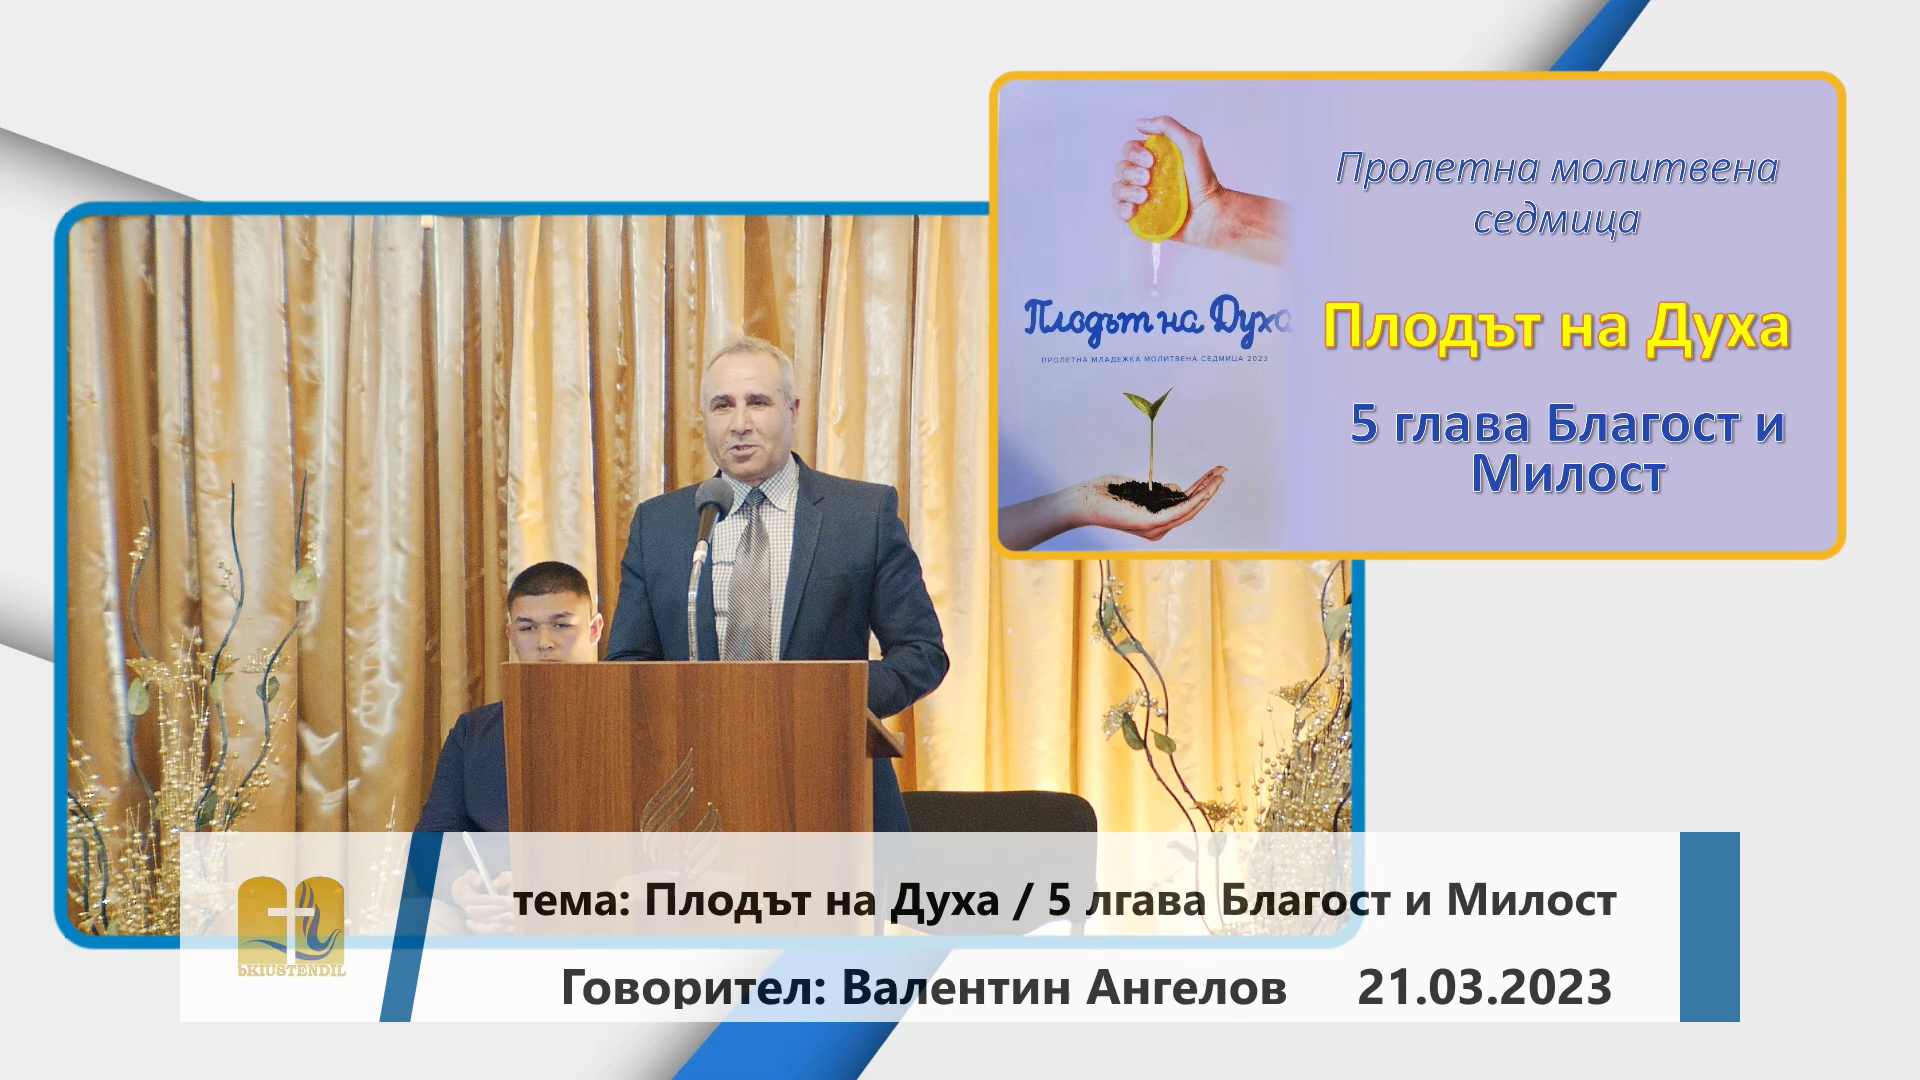 Пролетна молитвена
седмица
Плодът на Духа
ПРОЛЕТНА МЛАДЕЖКА МОЛИТВЕНА СЕДМИЦА 2023
Плодът на Духа
5 глава Благост и
Милост
тема: Плодът на Духа / 5 лгава Благост и Милост
ьKIUSTENDIL
Говорител: Валентин Ангелов 21.03.2023